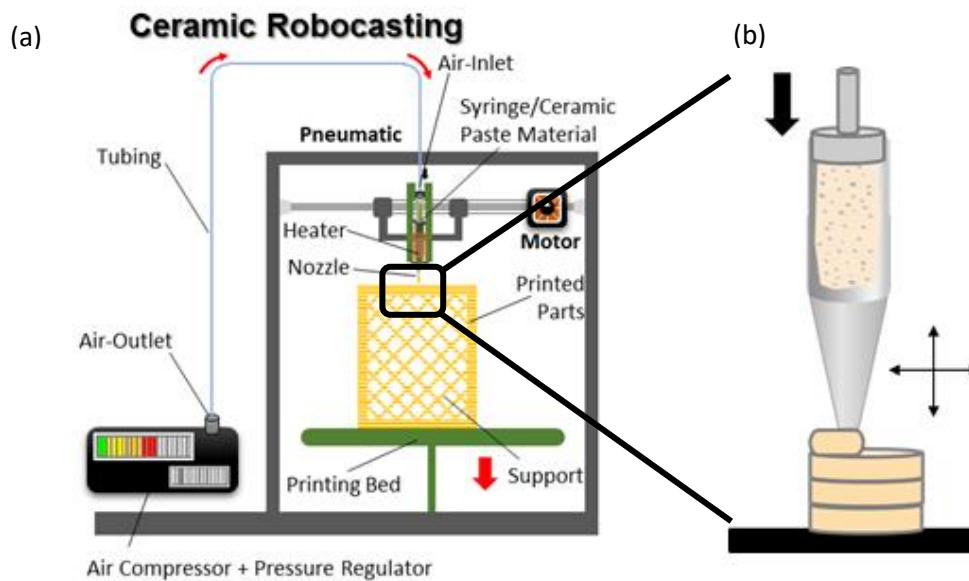 Ceramic Robocasting
(a)
(b)
Air-Inlet
Syringe/Ceramic
Paste Material
Pneumatic
Tubing
Heater
Motor
Nozzle
Printed
Parts
Air-Outlet
Printing Bed
Support
Air Compressor + Pressure Regulator